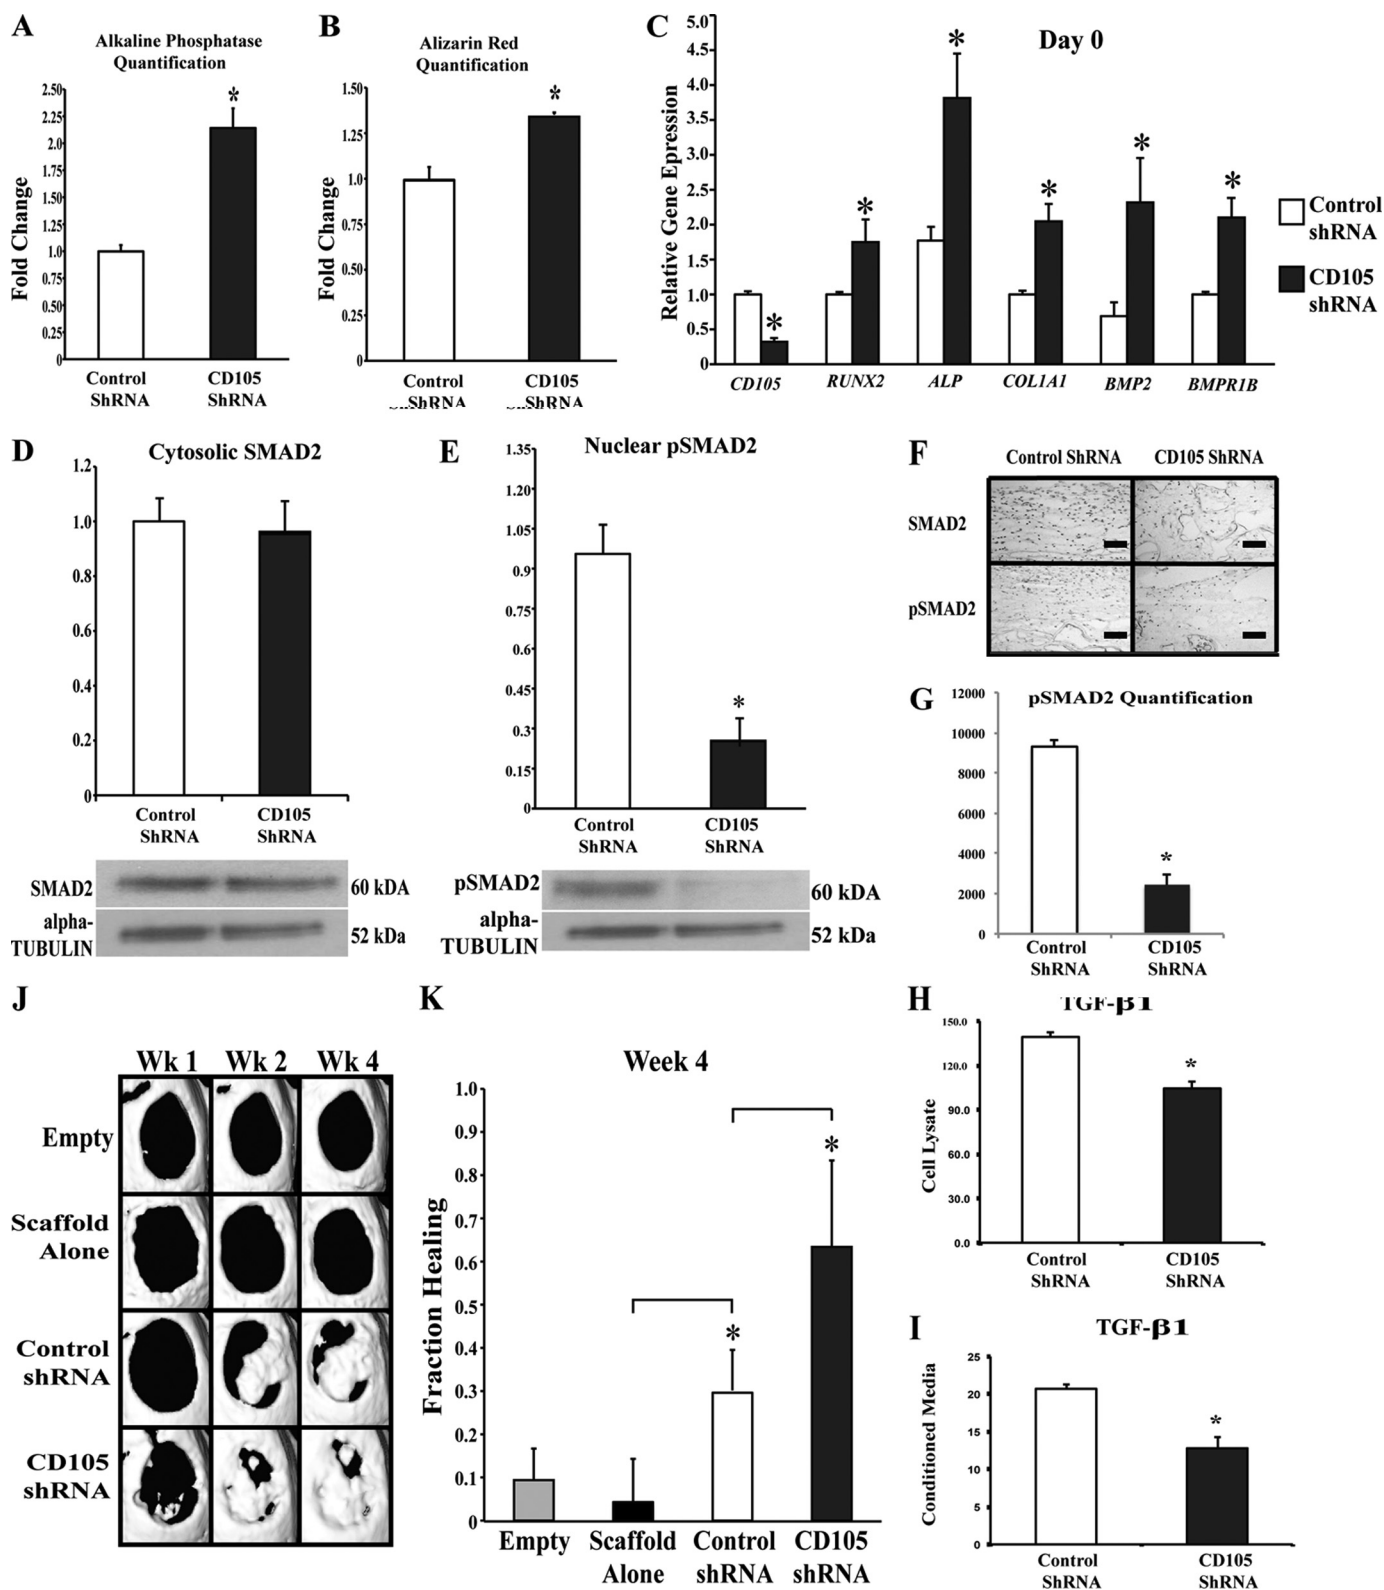 A
Alkaline Phosphatase
Quantification
Fold Change
2.50
2.25
2.0
1.75
1.50
1.25
1.0
0.75
0.50
0.25
0
*
Control
ShRNA
CD105
ShRNA
B
Alizarin Red
Quantification
Fold Change
1.50
1.25
1.0
0.75
0.50
0.25
0
*
Control
ShRNA
CD105
ShRNA
C
Day 0
Relative Gene Epression
5.0
4.5
4.0
3.5
3.0
2.5
2.0
1.5
1.0
0.5
0
*
*
*
*
*
*
CD105
RUNX2
ALP
COL1A1
BMP2
BMPR1B
Control
shRNA
CD105
shRNA
D
Cytosolic SMAD2
1.2
1.0
0.8
0.6
0.4
0.2
0
Control
ShRNA
CD105
ShRNA
SMAD2
60 kDA
alpha-
TUBULIN
52 kDa
E
Nuclear pSMAD2
1.35
1.20
1.05
0.9
0.75
0.6
0.45
0.3
0.15
0
*
Control
ShRNA
CD105
ShRNA
pSMAD2
60 kDA
alpha-
TUBULIN
52 kDa
F
Control ShRNA
CD105 ShRNA
SMAD2
pSMAD2
G
pSMAD2 Quantification
12000
10000
8000
6000
4000
2000
0
*
Control
ShRNA
CD105
ShRNA
J
Wk 1
Wk 2
Wk 4
Empty
Scaffold
Alone
Control
shRNA
CD105
shRNA
K
Week 4
Fraction Healing
1.0
0.9
0.8
0.7
0.6
0.5
0.4
0.3
0.2
0.1
0
*
*
Empty
Scaffold
Alone
Control
shRNA
CD105
shRNA
H
TGF-β1
Cell Lysate
150.0
120.0
90.0
60.0
30.0
0.0
*
Control
ShRNA
CD105
ShRNA
I
TGF-β1
Conditioned Media
25
20
15
10
5
0
*
Control
ShRNA
CD105
ShRNA